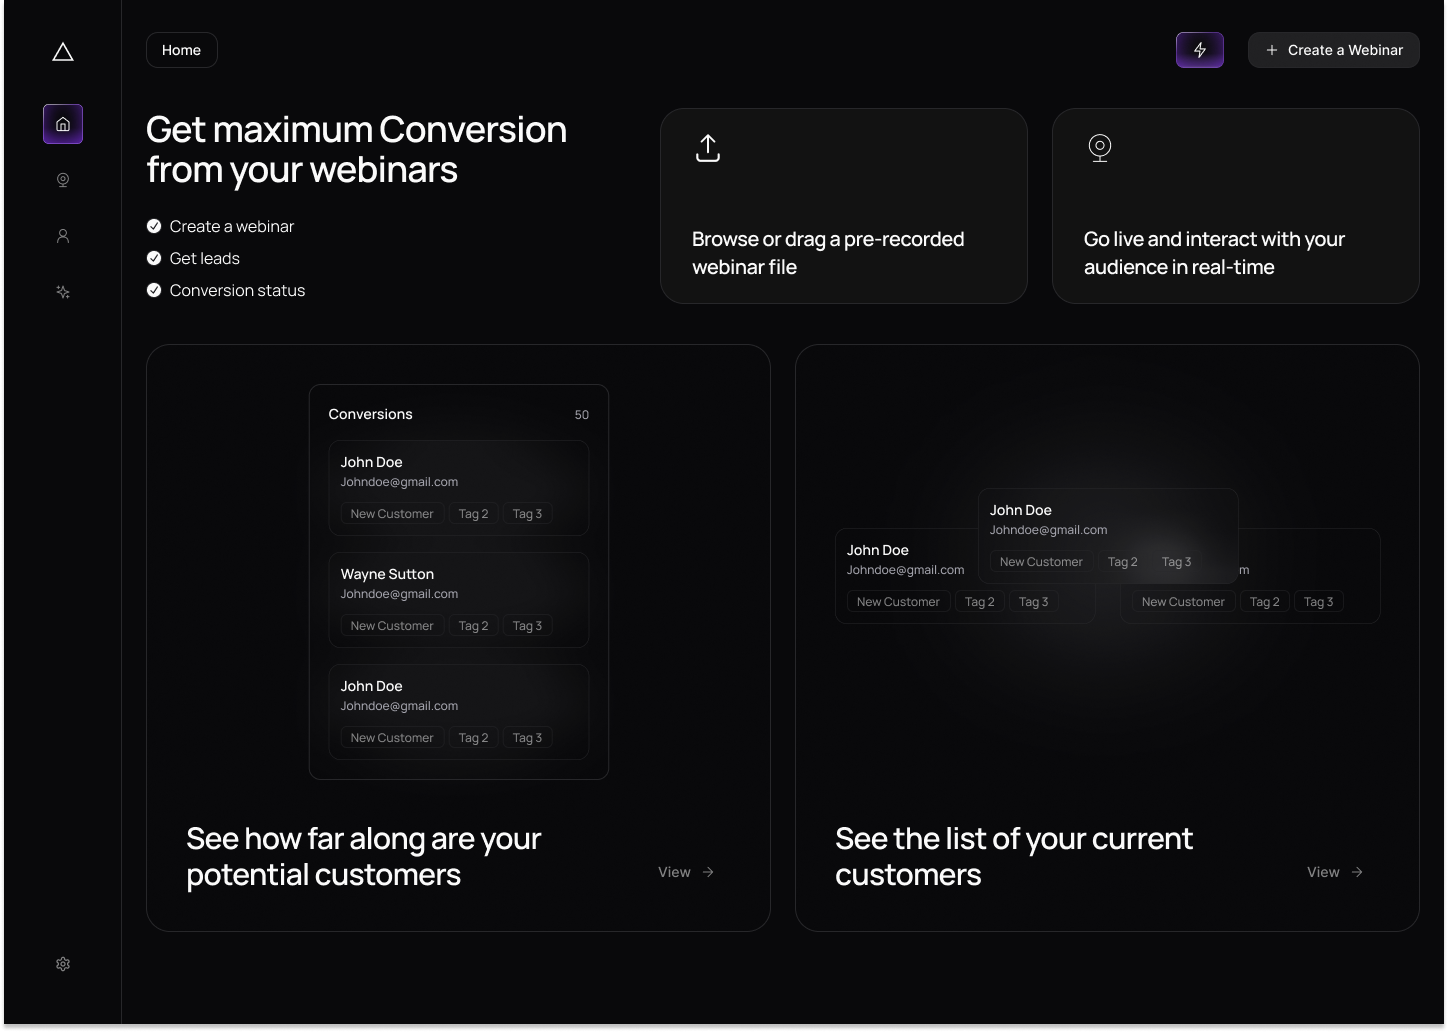 Home
Create a Webinar
Get maximum Conversion
from your webinars
Create a webinar
Get leads
Conversion status
Browse or drag a pre-recorded
webinar file
Go live and interact with your
audience in real-time
Conversions 50
John Doe
Johndoe@gmail.com
New Customer Tag 2 Tag 3
Wayne Sutton
Johndoe@gmail.com
New Customer Tag 2 Tag 3
John Doe
Johndoe@gmail.com
New Customer Tag 2 Tag 3
See how far along are your
potential customers
View
John Doe
Johndoe@gmail.com
New Customer Tag 2 Tag 3
John Doe
Johndoe@gmail.com
New Customer Tag 2 Tag 3
m
New Customer Tag 2 Tag 3
See the list of your current
customers
View